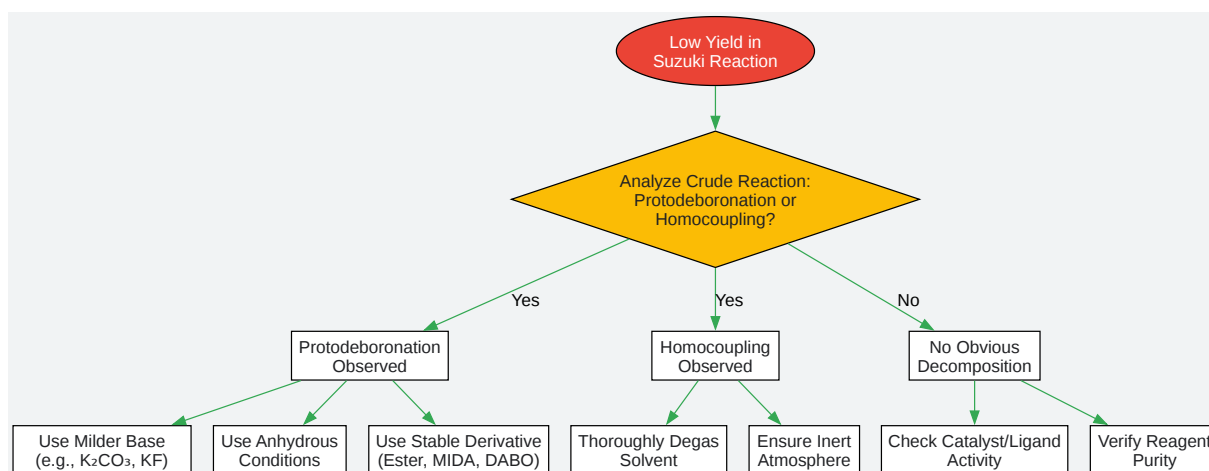 Low Yield in
Suzuki Reaction
Analyze Crude Reaction:
Protodeboronation or
Homocoupling?
Yes
Yes
No
Protodeboronation
Observed
Homocoupling
Observed
No Obvious
Decomposition
Use Milder Base
(e.g., K₂CO₃, KF)
Use Anhydrous
Conditions
Use Stable Derivative
(Ester, MIDA, DABO)
Thoroughly Degas
Solvent
Ensure Inert
Atmosphere
Check Catalyst/Ligand
Activity
Verify Reagent
Purity